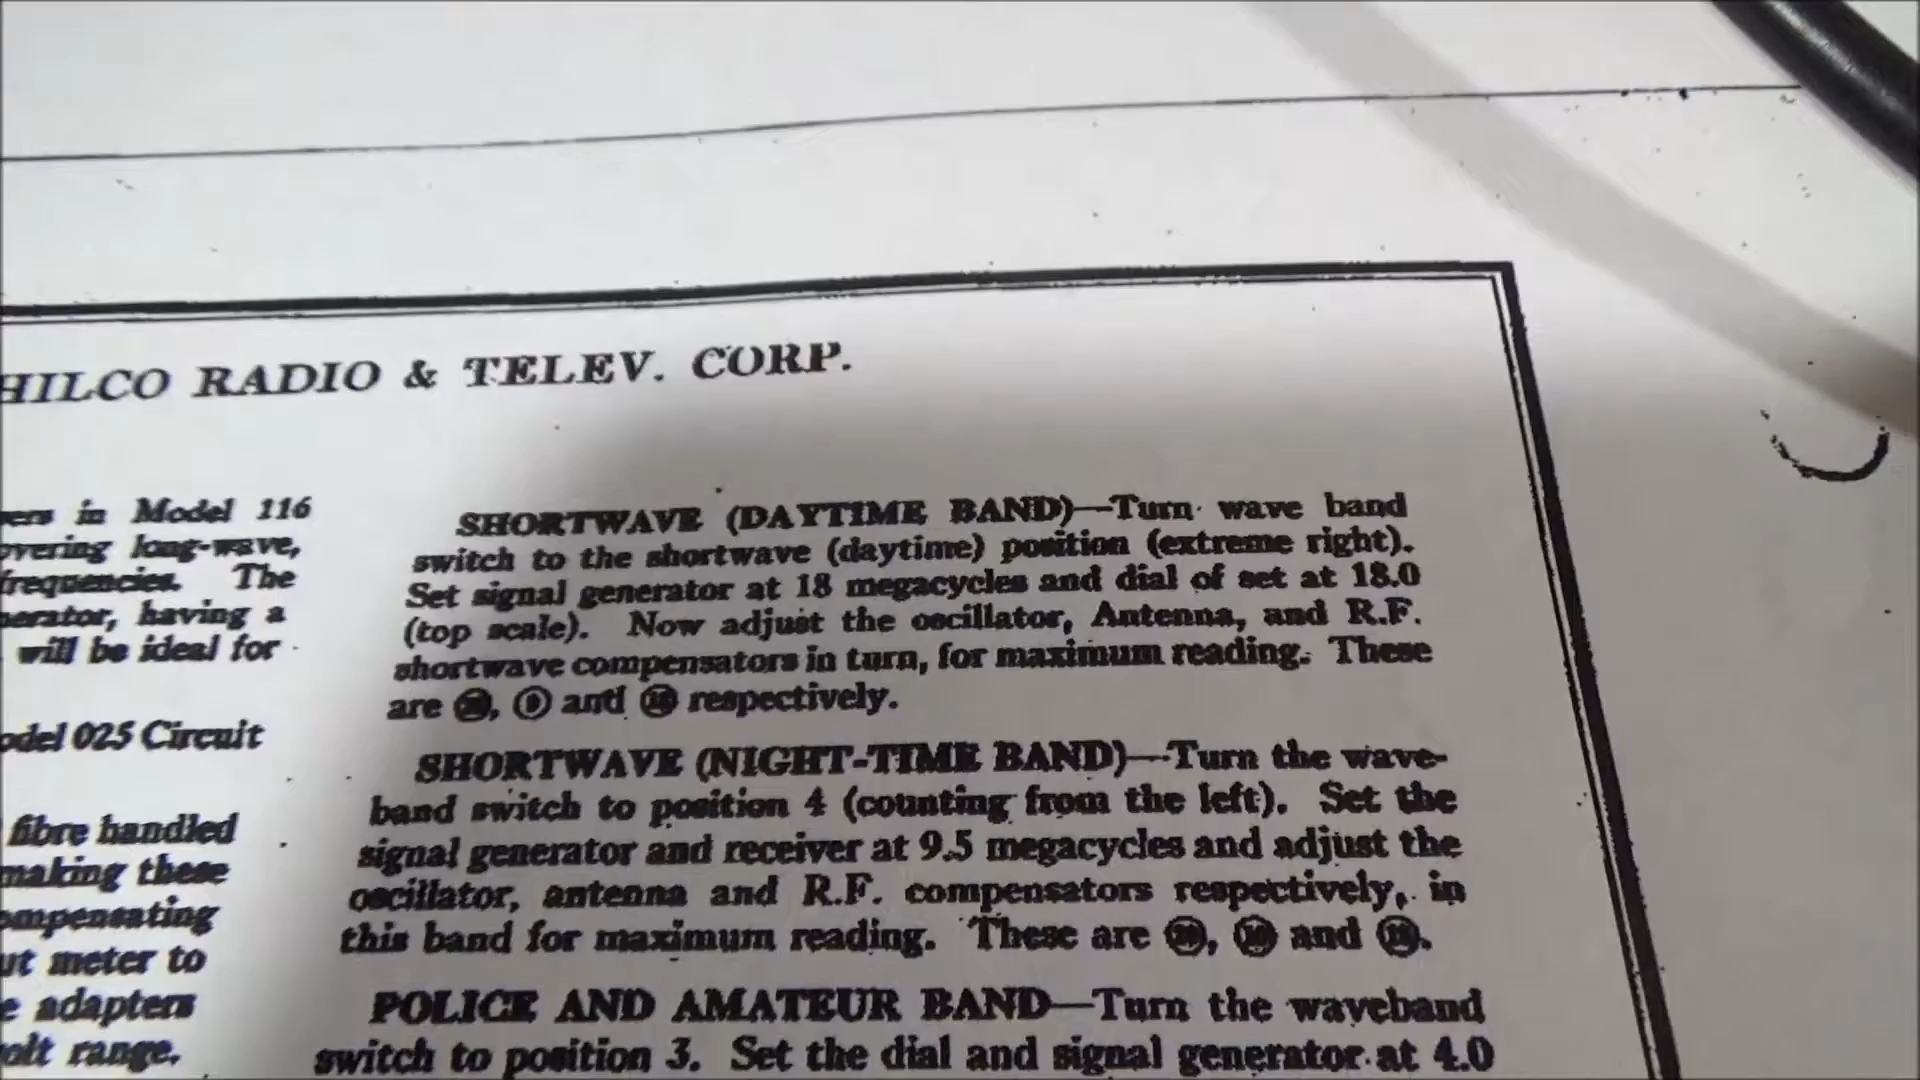 HILCO RADIO & TELEV. CORP.
ers in Model 116
overing long-wave,
frequencies. The
nerator, having a
will be ideal for
odel 025 Circuit
fibre handled
making these
ompensating
ut meter to
e adapters
olt range.
SHORTWAVE (DAYTIME BAND)—Turn wave band
switch to the shortwave (daytime) position (extreme right).
Set signal generator at 18 megacycles and dial of set at 18.0
(top scale). Now adjust the oscillator, Antenna, and R.F.
shortwave compensators in turn, for maximum reading. These
are , and respectively.
SHORTWAVE (NIGHT-TIME BAND)—Turn the wave-
band switch to position 4 (counting from the left). Set the
signal generator and receiver at 9.5 megacycles and adjust the
oscillator, antenna and R.F. compensators respectively, in
this band for maximum reading. These are , and .
POLICE AND AMATEUR BAND—Turn the waveband
switch to position 3. Set the dial and signal generator at 4.0